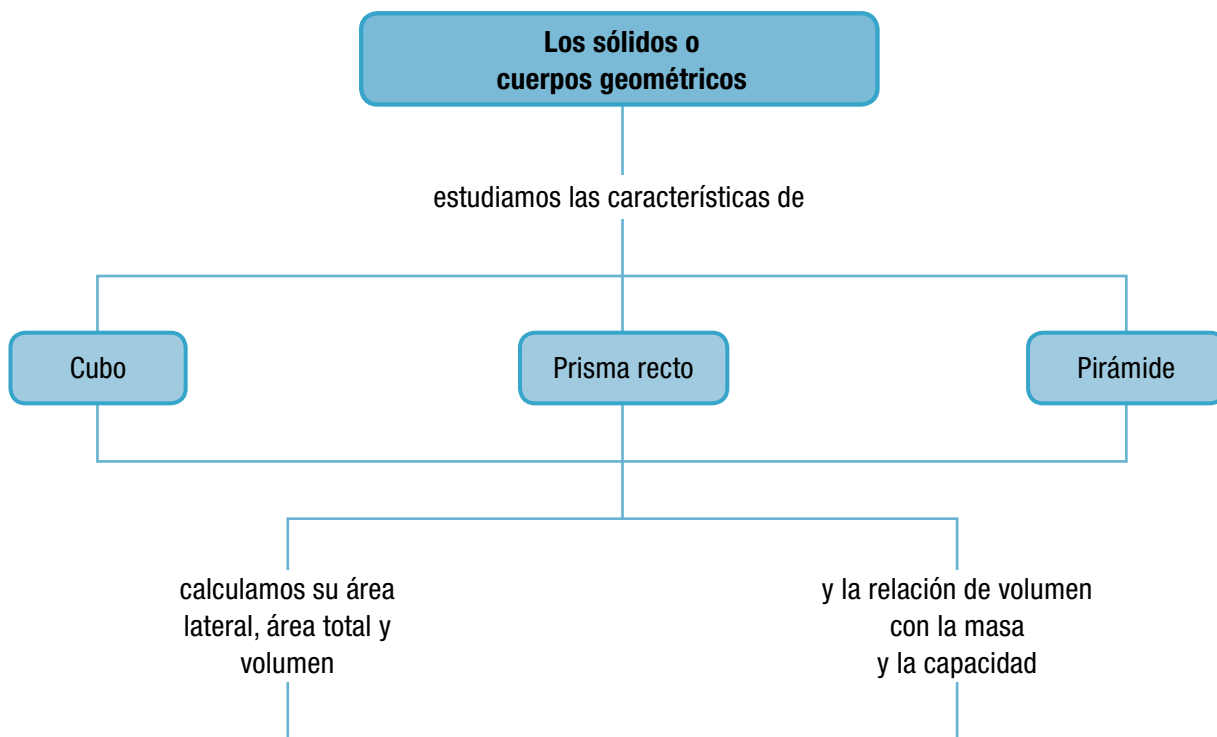 Los sólidos o
cuerpos geométricos
estudiamos las característícas de
Cubo
Prisma recto
Pirámide
calculamos su área
lateral, área total y
volumen
y la relación de volumen
con la masa
y la capacidad